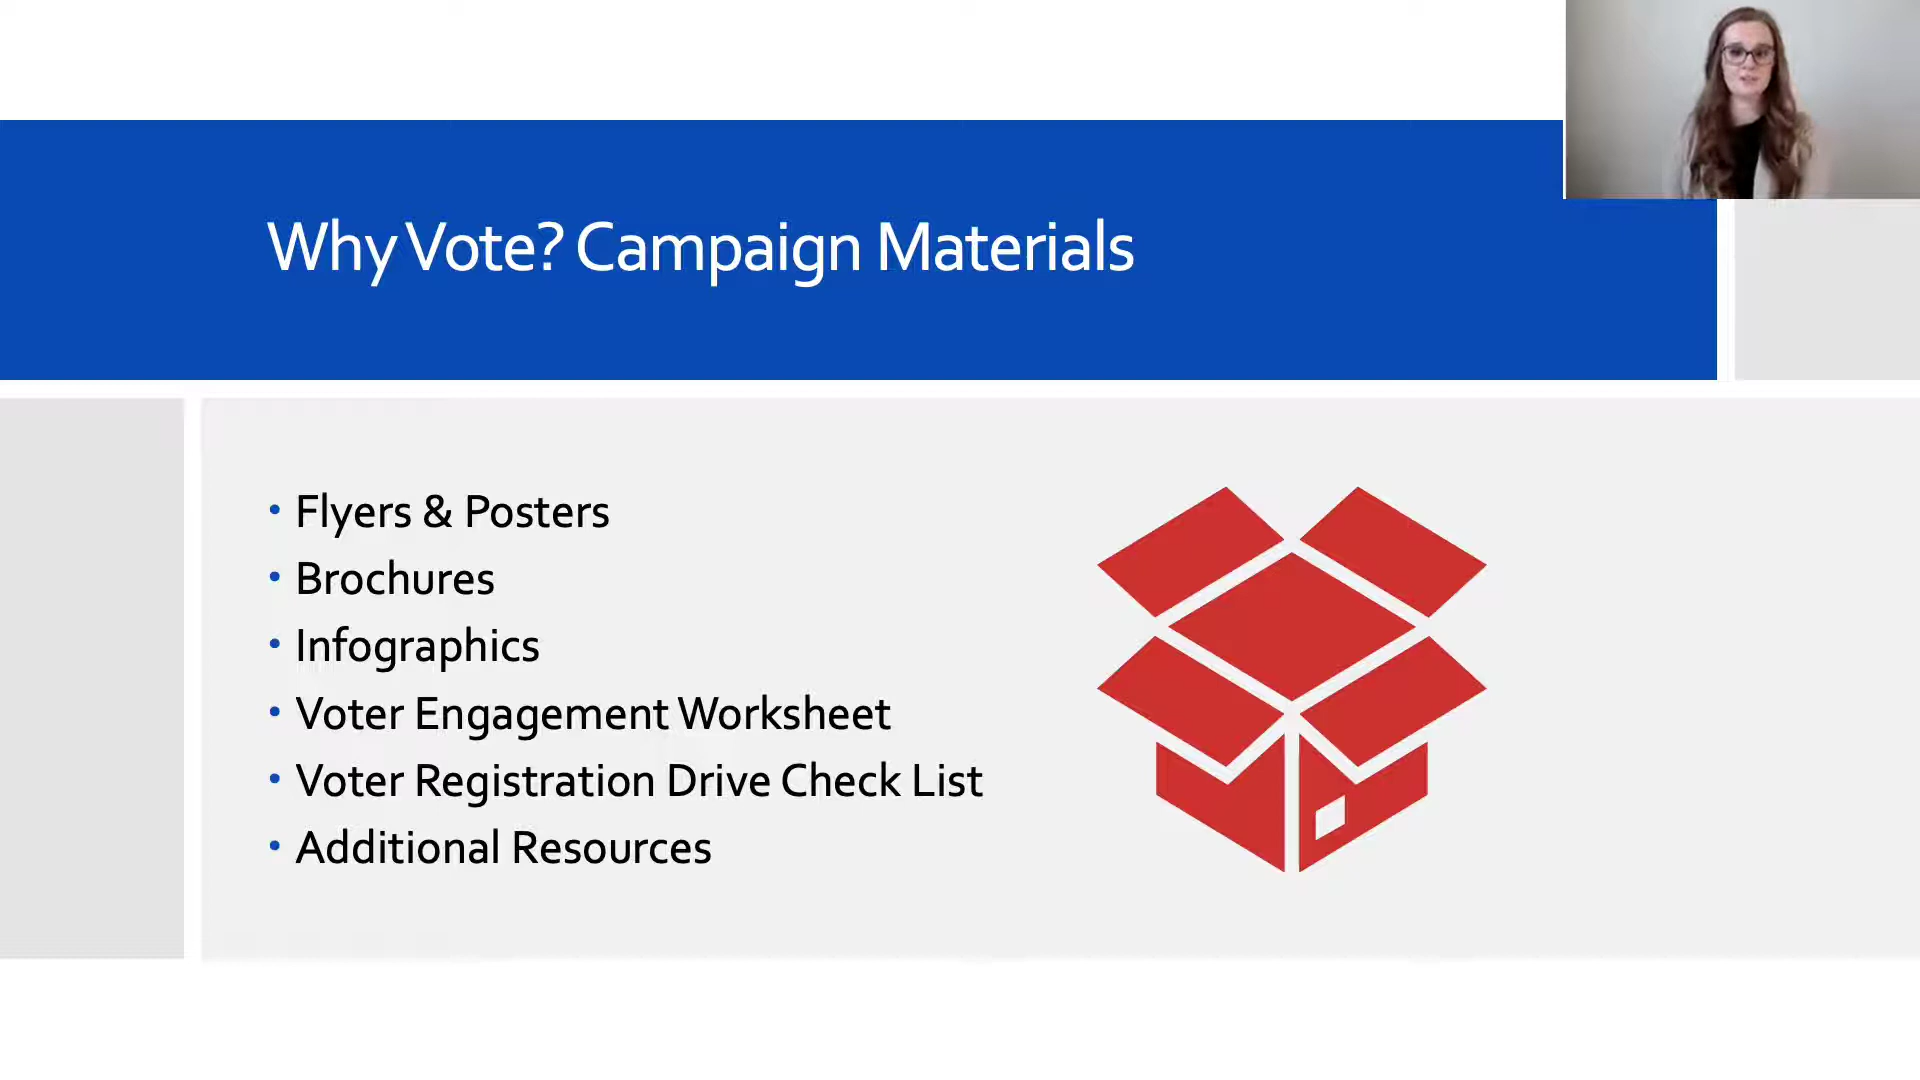 Why Vote? Campaign Materials
• Flyers & Posters
• Brochures
• Infographics
• Voter Engagement Worksheet
• Voter Registration Drive Check List
• Additional Resources